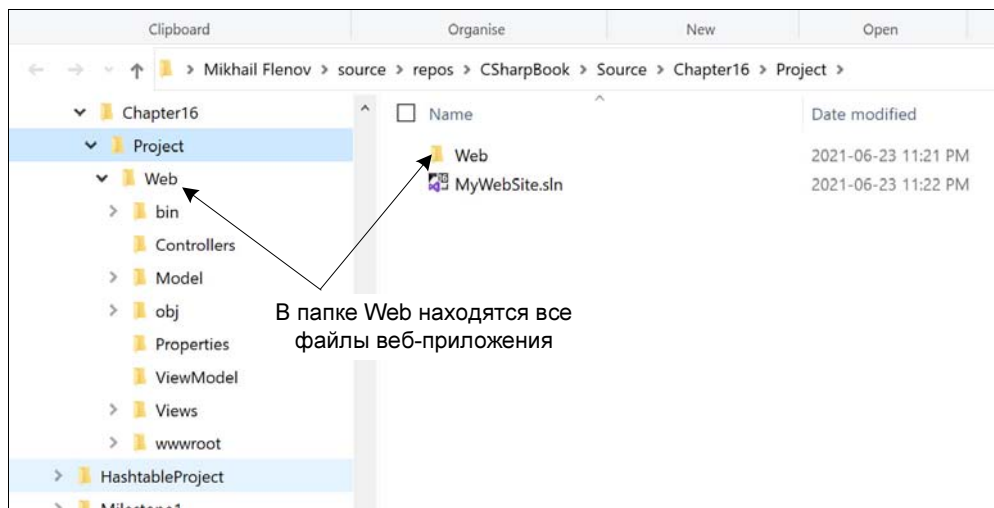 Clipboard Organise New Open
> Mikhail Flenov > source > repos > CSharpBook > Source > Chapter16 > Project >
Chapter16
Project
Web
bin
Controllers
Model
obj
Properties
ViewModel
Views
wwwroot
HashtableProject
Milestone1
Name Date modified
Web 2021-06-23 11:21 PM
MyWebSite.sln 2021-06-23 11:22 PM
В папке Web находятся все
файлы веб-приложения